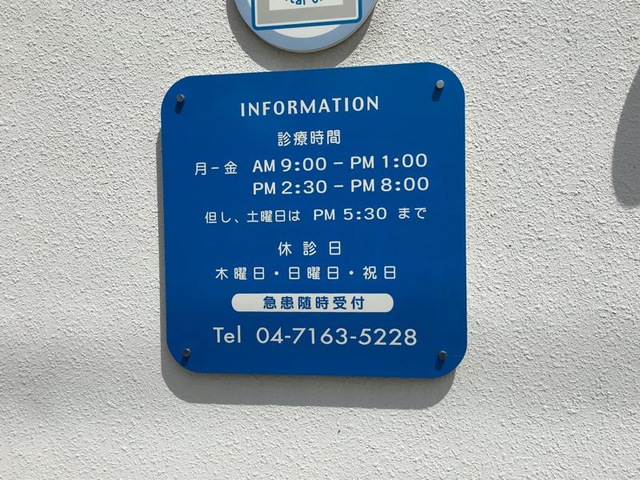 INFORMATION
診療時間
月－金 AM 9:00 － PM 1:00
PM 2:30 － PM 8:00
但し、土曜日は PM 5:30 まで
休診日
木曜日・日曜日・祝日
急患随時受付
Tel 04-7163-5228